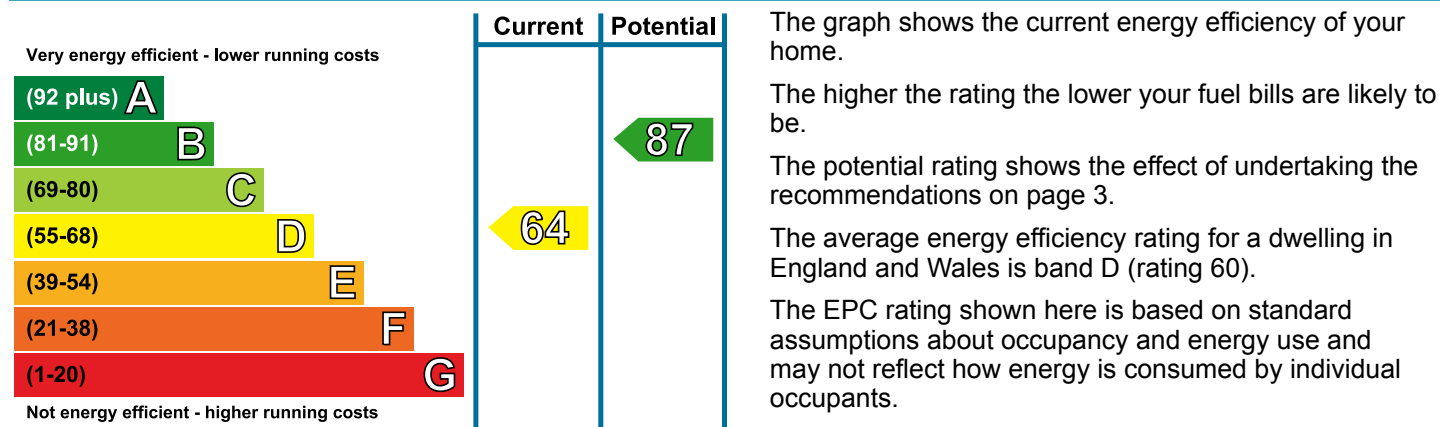 Current Potential
Very energy efficient - lower running costs
(92 plus) A
(81-91) B
87
(69-80) C
(55-68) D
64
(39-54) E
(21-38) F
(1-20) G
Not energy efficient - higher running costs
The graph shows the current energy efficiency of your
home.
The higher the rating the lower your fuel bills are likely to
be.
The potential rating shows the effect of undertaking the
recommendations on page 3.
The average energy efficiency rating for a dwelling in
England and Wales is band D (rating 60).
The EPC rating shown here is based on standard
assumptions about occupancy and energy use and
may not reflect how energy is consumed by individual
occupants.